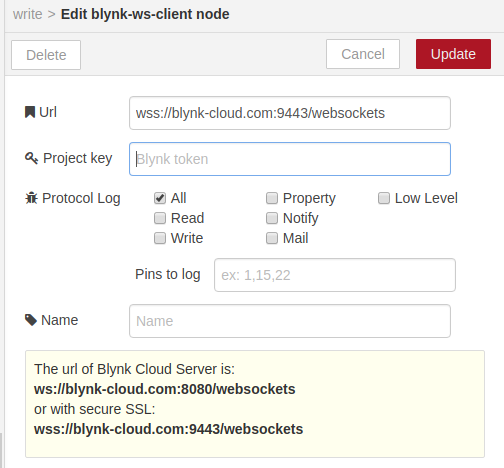 write > Edit blynk-ws-client node
Delete Cancel Update
Url wss://blynk-cloud.com:9443/websockets
Project key Blynk token
Protocol Log All Property Low Level
Read Notify
Write Mail
Pins to log ex: 1,15,22
Name Name
The url of Blynk Cloud Server is:
ws://blynk-cloud.com:8080/websockets
or with secure SSL:
wss://blynk-cloud.com:9443/websockets